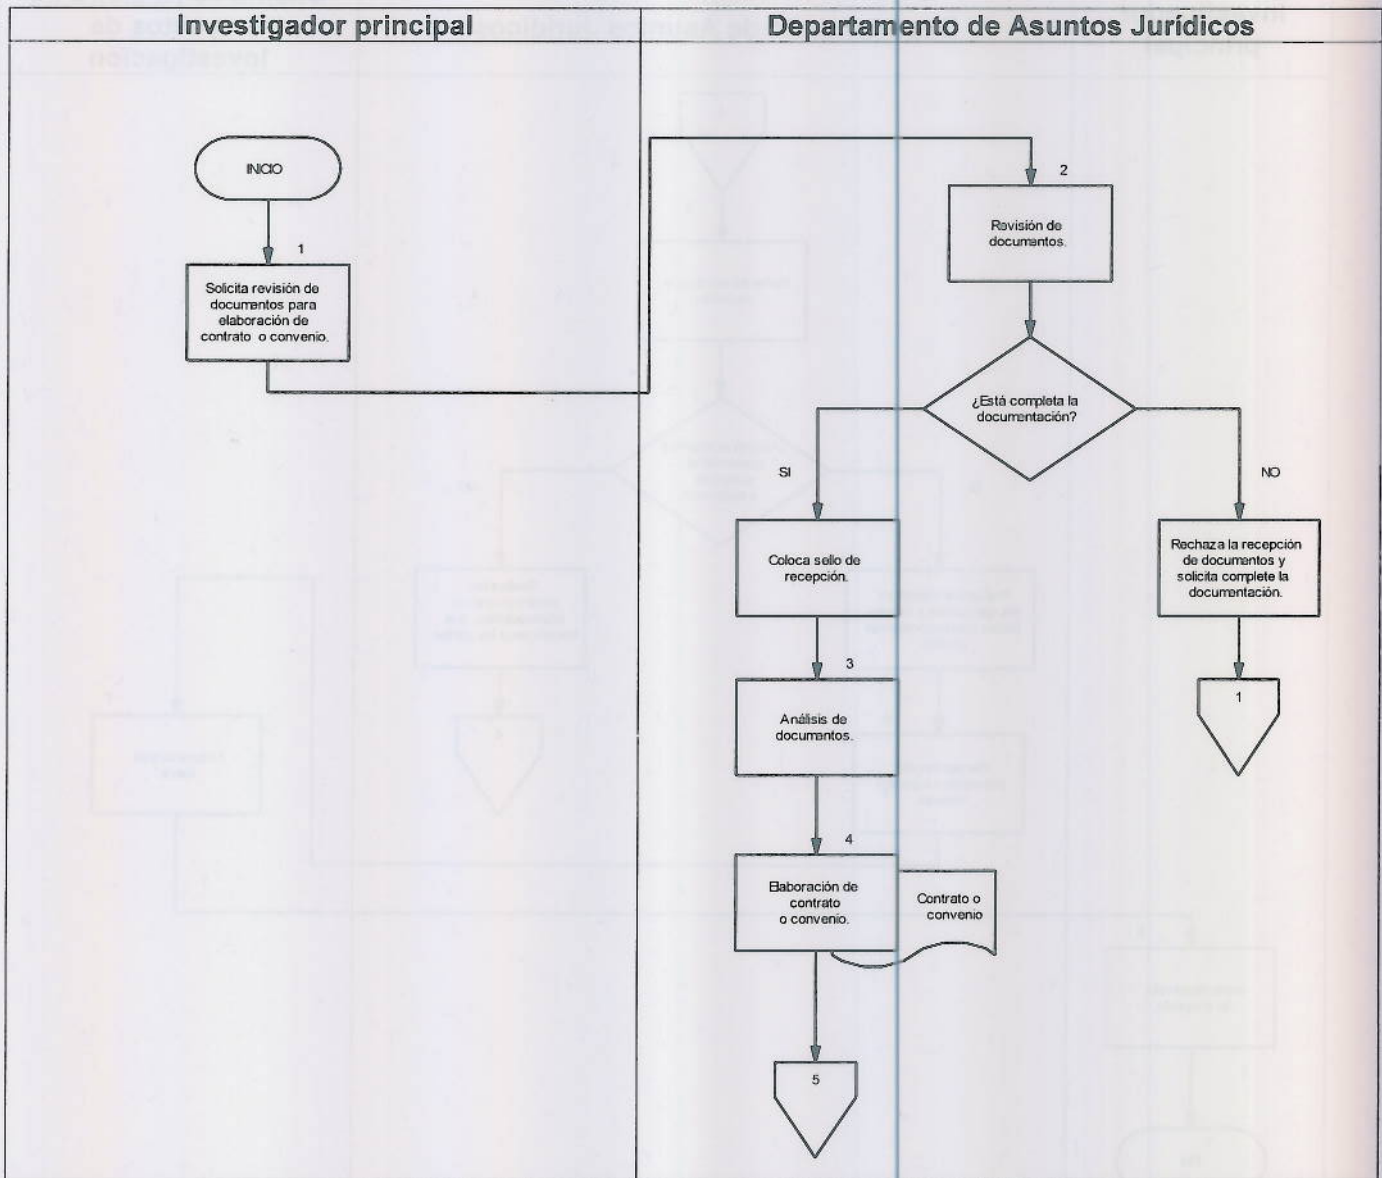 Investigador principal
Departamento de Asuntos Jurídicos
INICIO
1
Solicita revisión de
documentos para
elaboración de
contrato o convenio.
2
Revisión de
documentos.
¿Está completa la
documentación?
SI
NO
Coloca sello de
recepción.
Rechaza la recepción
de documentos y
solicita complete la
documentación.
3
Análisis de
documentos.
1
4
Elaboración de
contrato
o convenio.
Contrato o
convenio
5